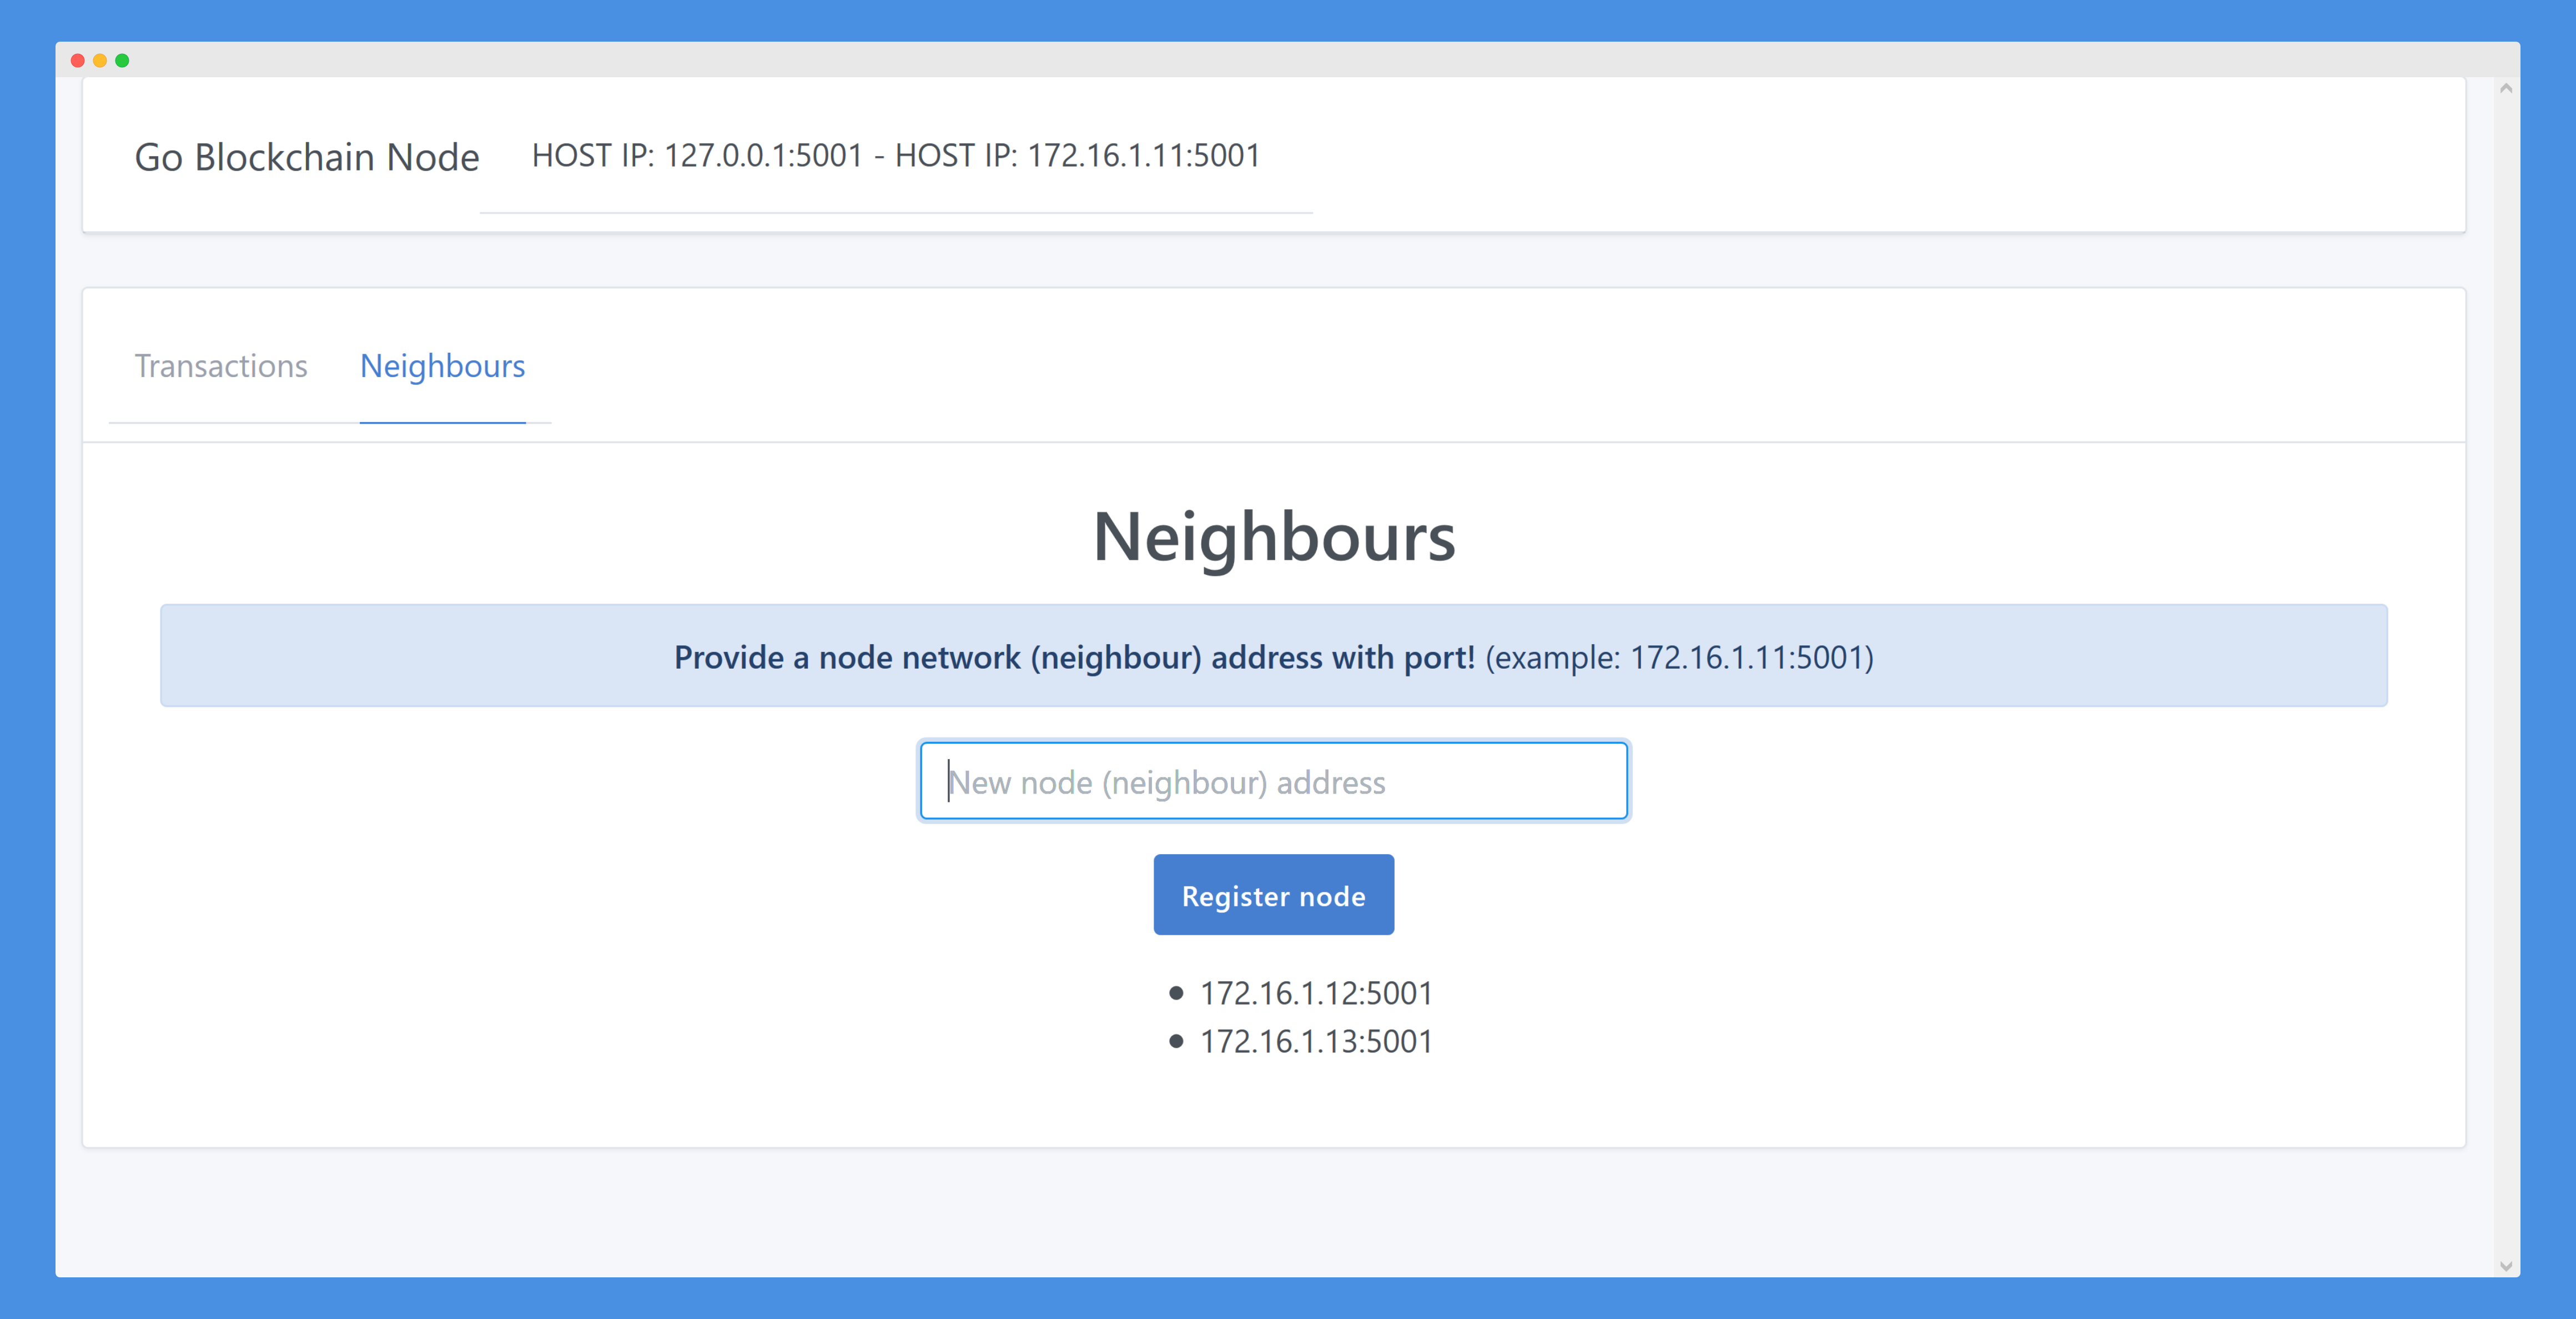 Go Blockchain Node HOST IP: 127.0.0.1:5001 - HOST IP: 172.16.1.11:5001
Transactions Neighbours
Neighbours
Provide a node network (neighbour) address with port! (example: 172.16.1.11:5001)
New node (neighbour) address
Register node
172.16.1.12:5001
172.16.1.13:5001